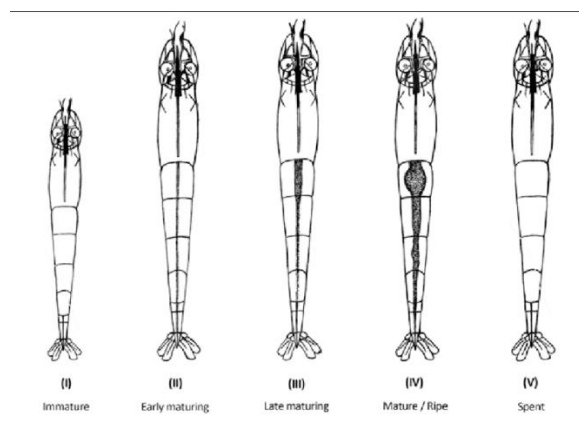 (I) (II) (III) (IV) (V)
Immature Early maturing Late maturing Mature / Ripe Spent